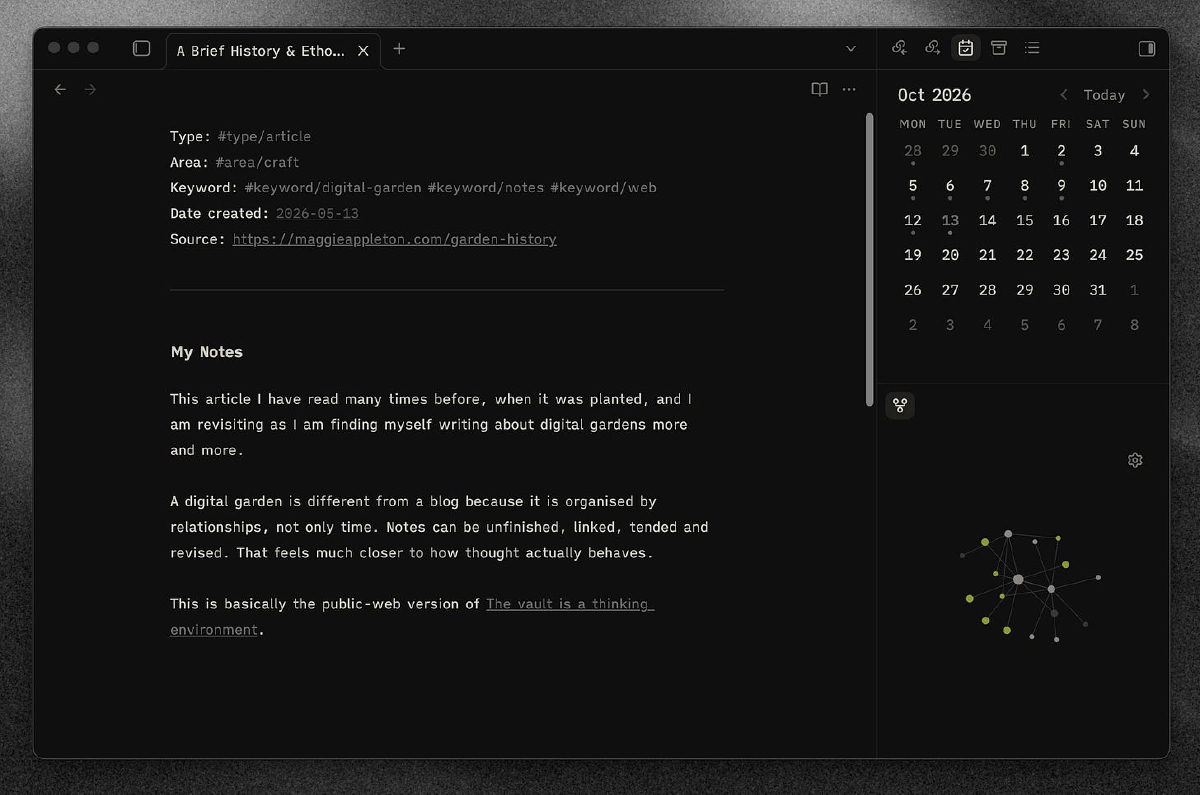 A Brief History & Etho...
Type: #type/article
Area: #area/craft
Keyword: #keyword/digital-garden #keyword/notes #keyword/web
Date created: 2026-05-13
Source: https://maggieappleton.com/garden-history
My Notes
This article I have read many times before, when it was planted, and I
am revisiting as I am finding myself writing about digital gardens more
and more.
A digital garden is different from a blog because it is organised by
relationships, not only time. Notes can be unfinished, linked, tended and
revised. That feels much closer to how thought actually behaves.
This is basically the public-web version of The vault is a thinking
environment.
Oct 2026
Today
MON TUE WED THU FRI SAT SUN
28 29 30 1 2 3 4
5 6 7 8 9 10 11
12 13 14 15 16 17 18
19 20 21 22 23 24 25
26 27 28 29 30 31 1
2 3 4 5 6 7 8